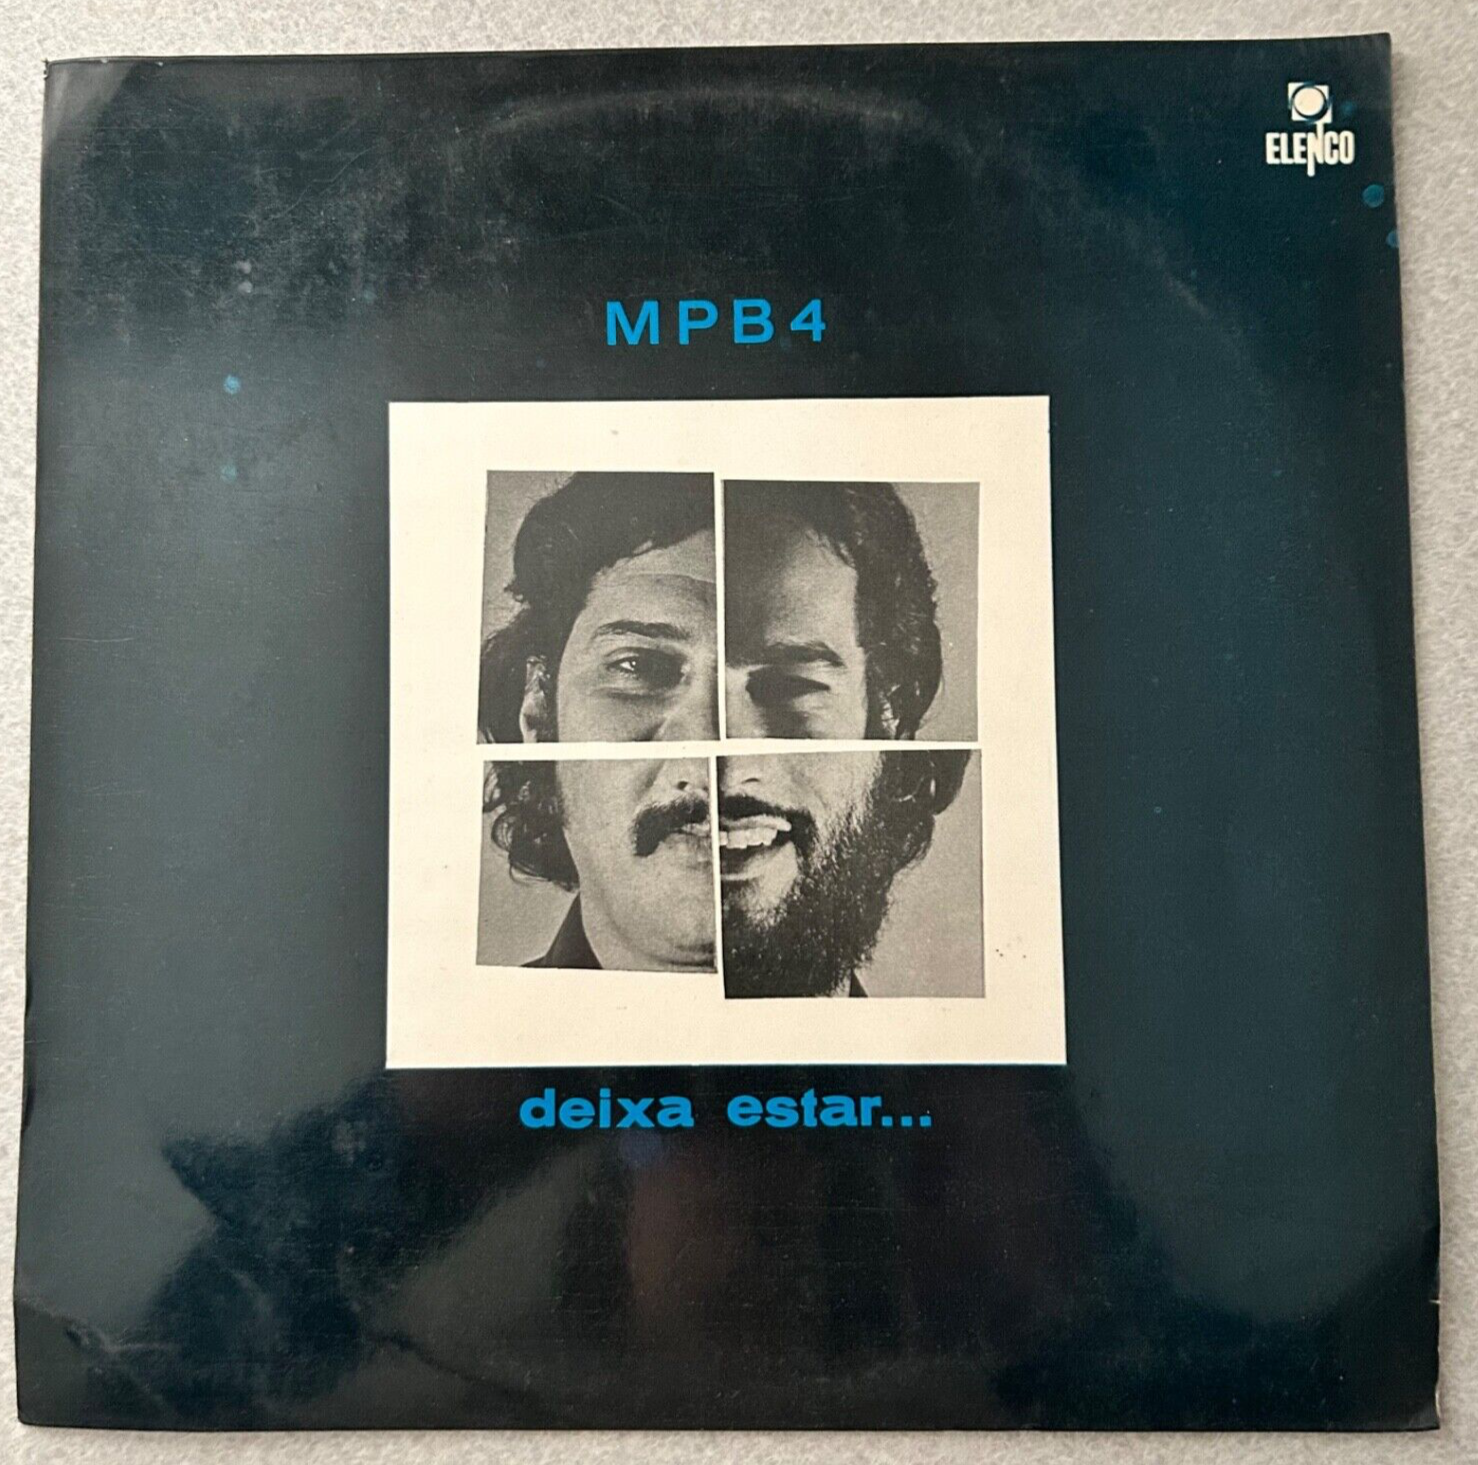 ELENCO
MPB4
deixa estar...